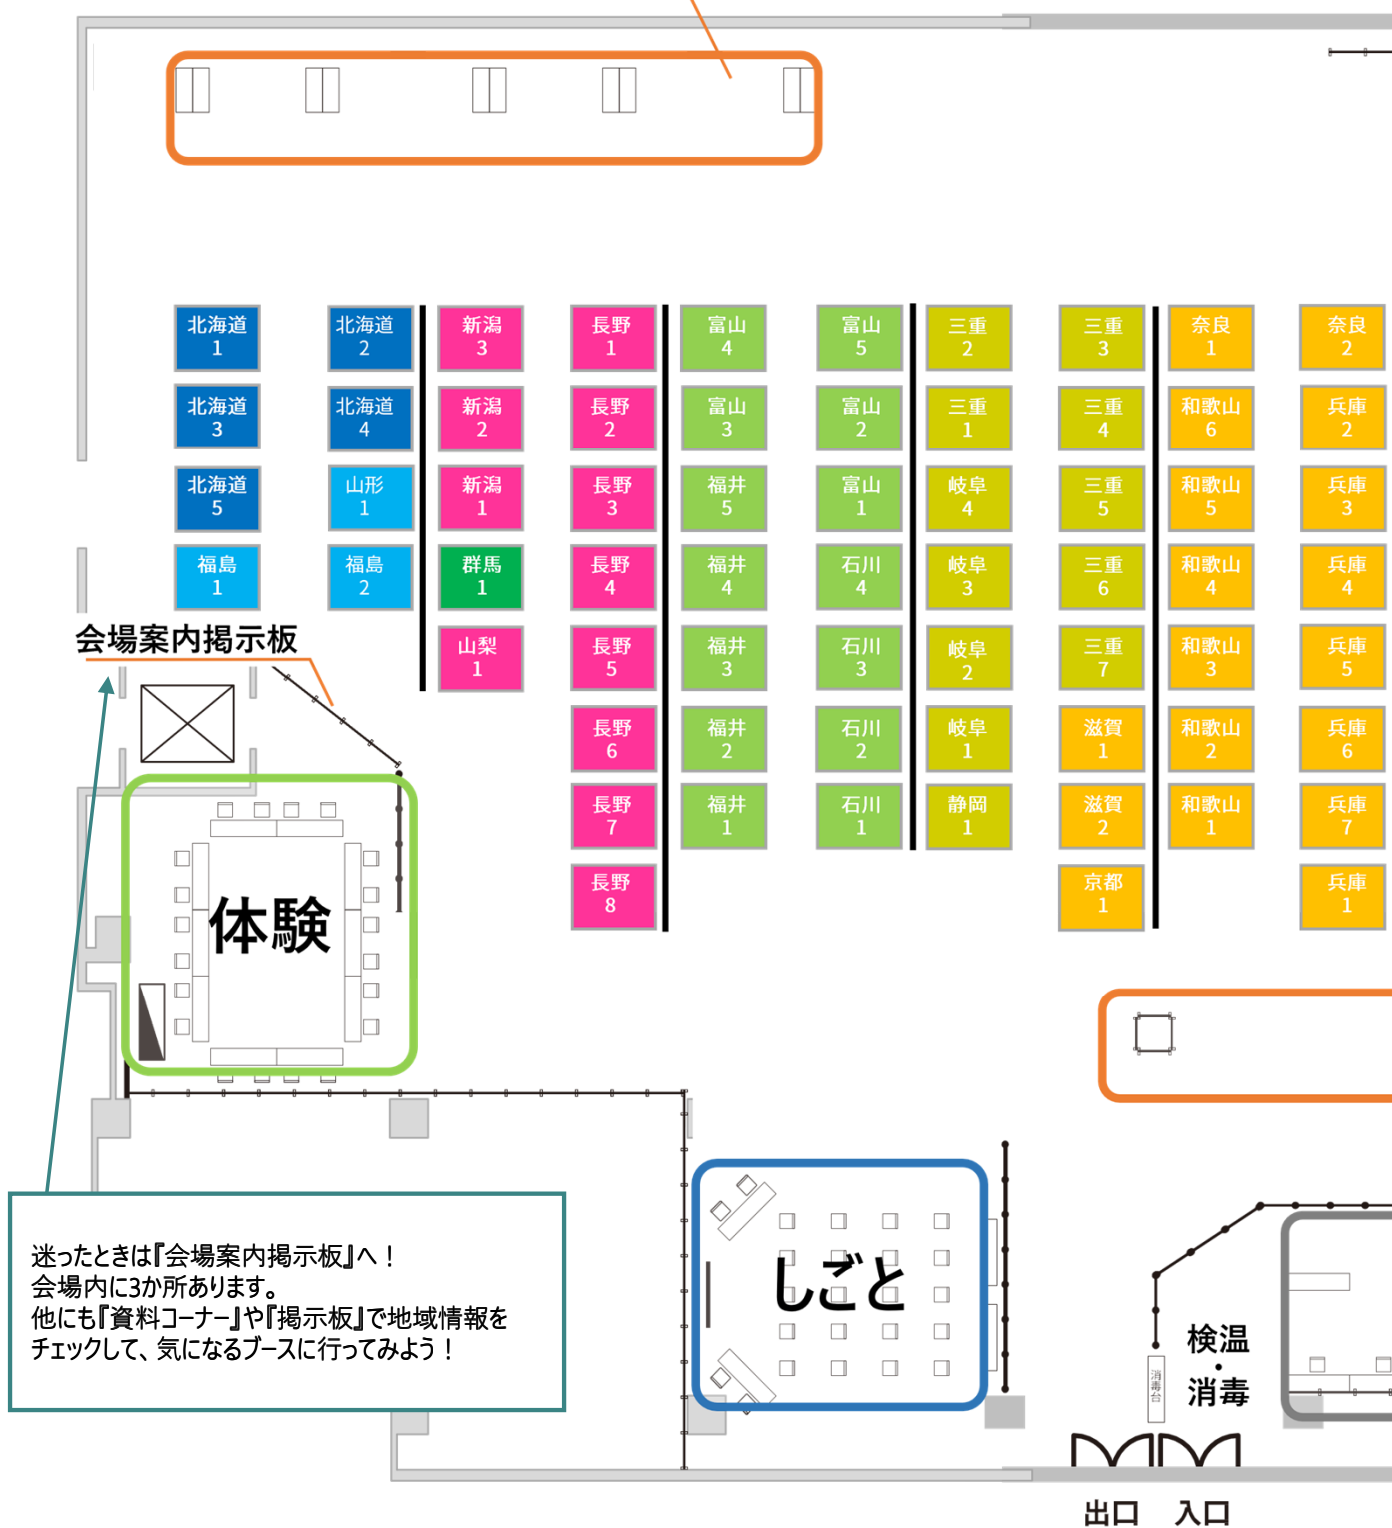 北海道
1
北海道
2
新潟
3
長野
1
富山
4
富山
5
三重
2
三重
3
奈良
1
奈良
2
北海道
3
北海道
4
新潟
2
長野
2
富山
3
富山
2
三重
1
三重
4
和歌山
6
兵庫
2
北海道
5
山形
1
新潟
1
長野
3
福井
5
富山
1
岐阜
4
三重
5
和歌山
5
兵庫
3
福島
1
福島
2
群馬
1
長野
4
福井
4
石川
4
岐阜
3
三重
6
和歌山
4
兵庫
4
会場案内掲示板
山梨
1
長野
5
福井
3
石川
3
岐阜
2
三重
7
和歌山
3
兵庫
5
長野
6
福井
2
石川
2
岐阜
1
滋賀
1
和歌山
2
兵庫
6
長野
7
福井
1
石川
1
静岡
1
滋賀
2
和歌山
1
兵庫
7
長野
8
京都
1
兵庫
1
体験
迷ったときは『会場案内掲示板』へ！
会場内に3か所あります。
他にも『資料コーナー』や『掲示板』で地域情報を
チェックして、気になるブースに行ってみよう！
しごと
検温
・
消毒
消毒台
出口
入口